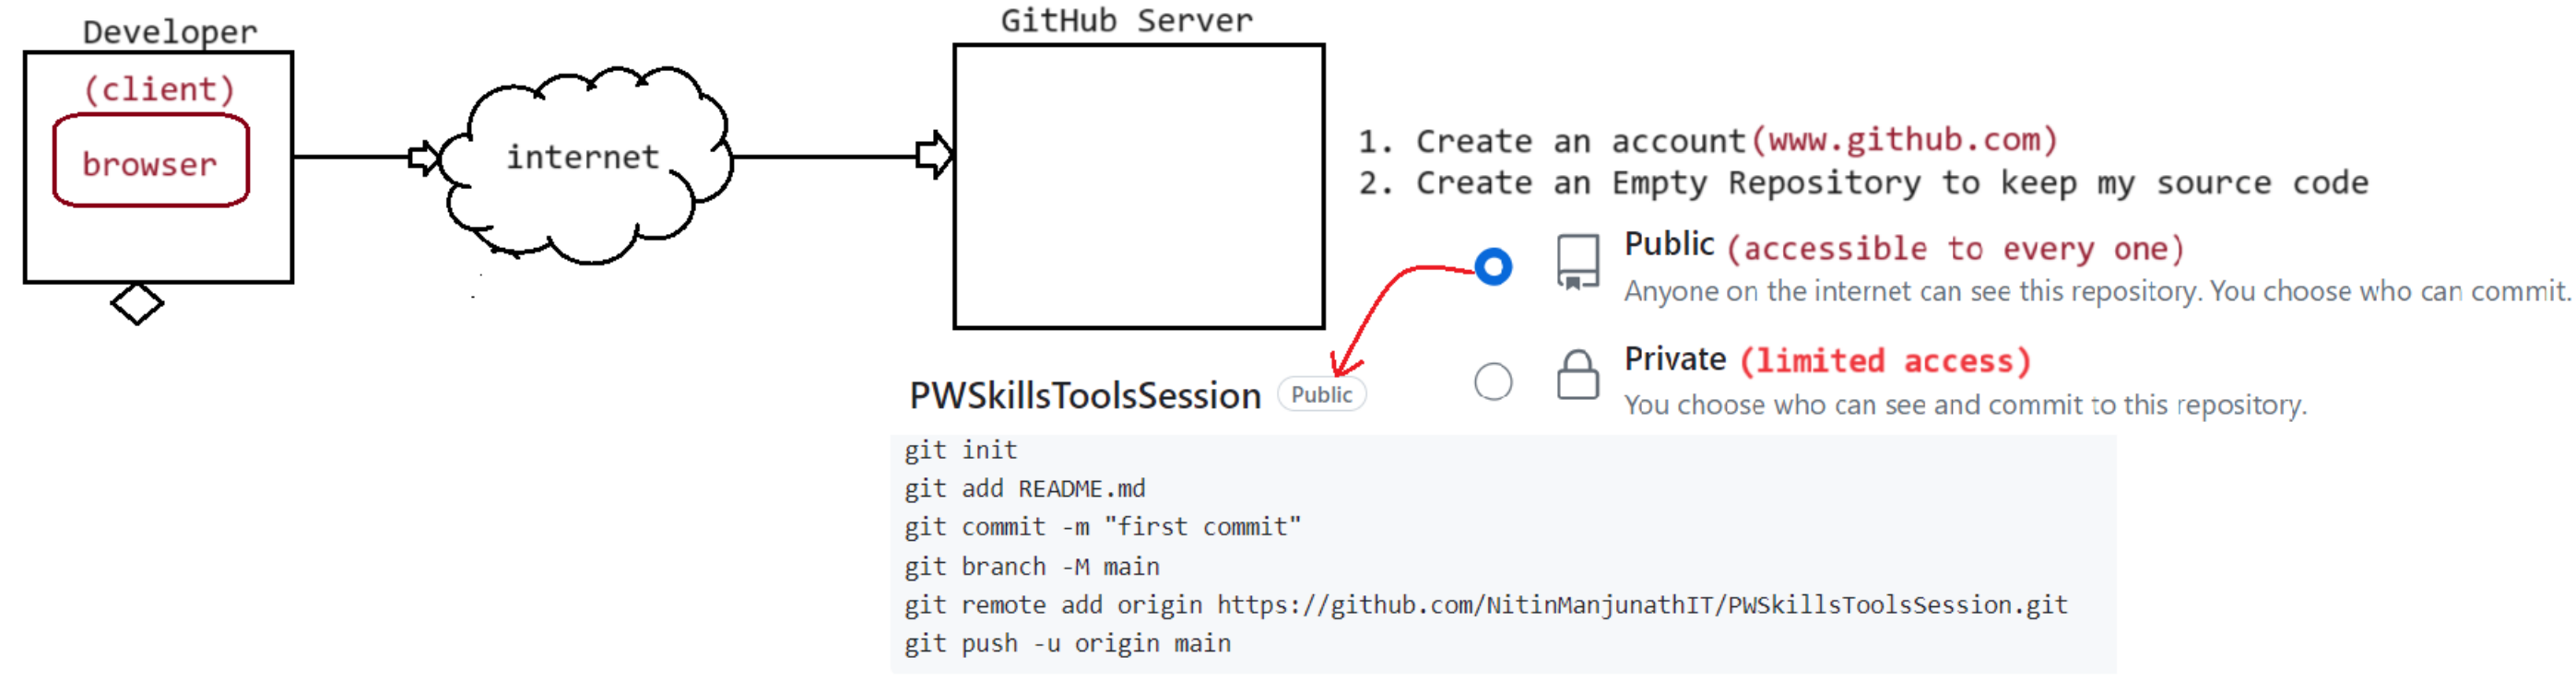 Developer
(client)
browser
internet
GitHub Server
1. Create an account(www.github.com)
2. Create an Empty Repository to keep my source code
Public (accessible to every one)
Anyone on the internet can see this repository. You choose who can commit.
Private (limited access)
You choose who can see and commit to this repository.
PWSkillsToolsSession Public
git init
git add README.md
git commit -m "first commit"
git branch -M main
git remote add origin https://github.com/NitinManjunathIT/PWSkillsToolsSession.git
git push -u origin main